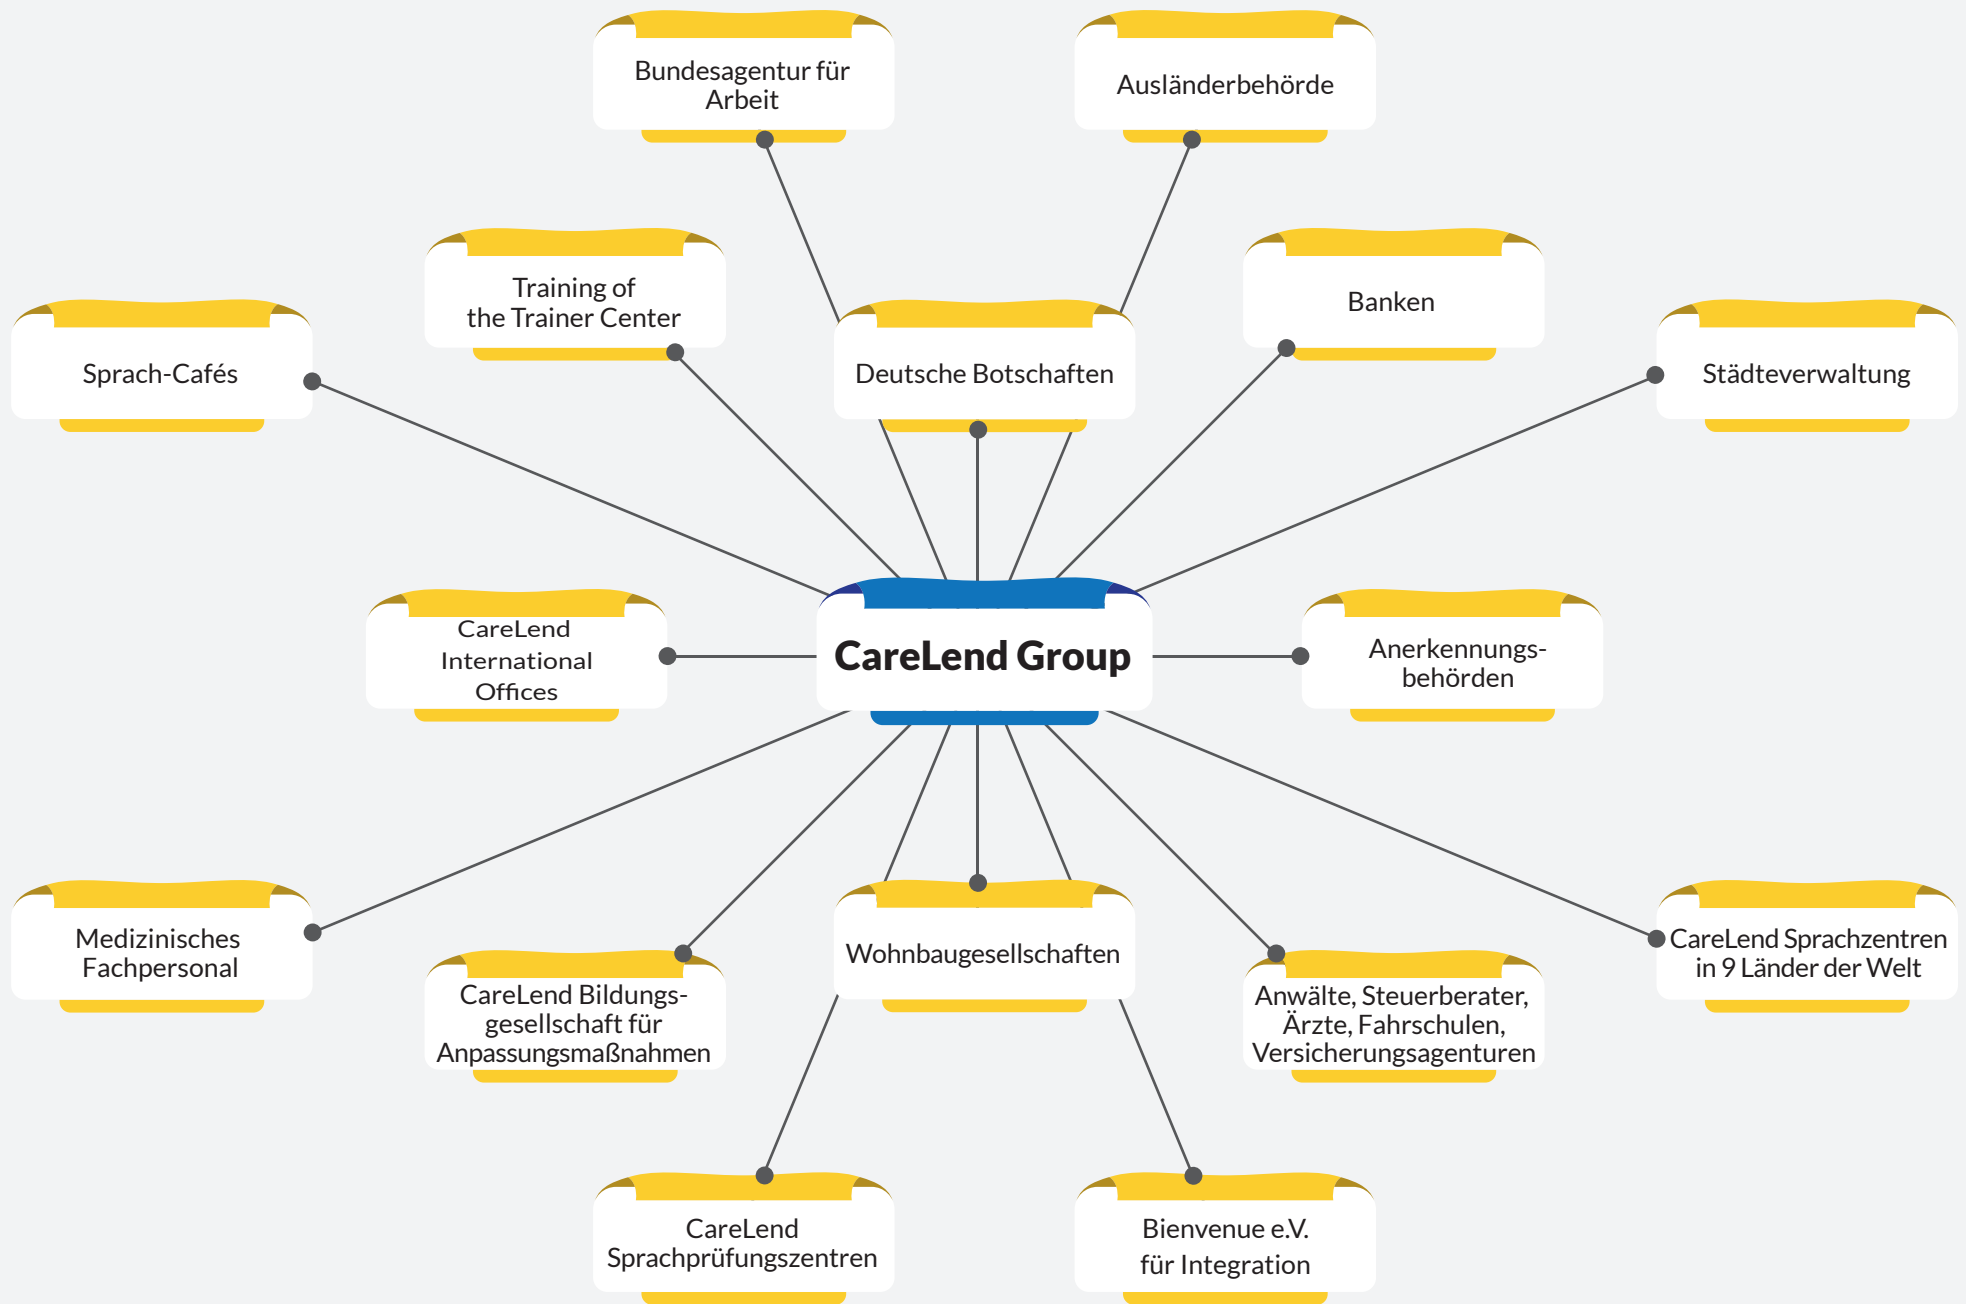 Bundesagentur für
Arbeit
Ausländerbehörde
Training of
the Trainer Center
Banken
Sprach-Cafés
Deutsche Botschaften
Städteverwaltung
CareLend
International
Offices
CareLend Group
Anerkennungs-
behörden
Medizinisches
Fachpersonal
CareLend Bildungs-
gesellschaft für
Anpassungsmaßnahmen
Wohnbaugesellschaften
Anwälte, Steuerberater,
Ärzte, Fahrschulen,
Versicherungsagenturen
CareLend Sprachzentren
in 9 Länder der Welt
CareLend
Sprachprüfungszentren
Bienvenue e.V.
für Integration